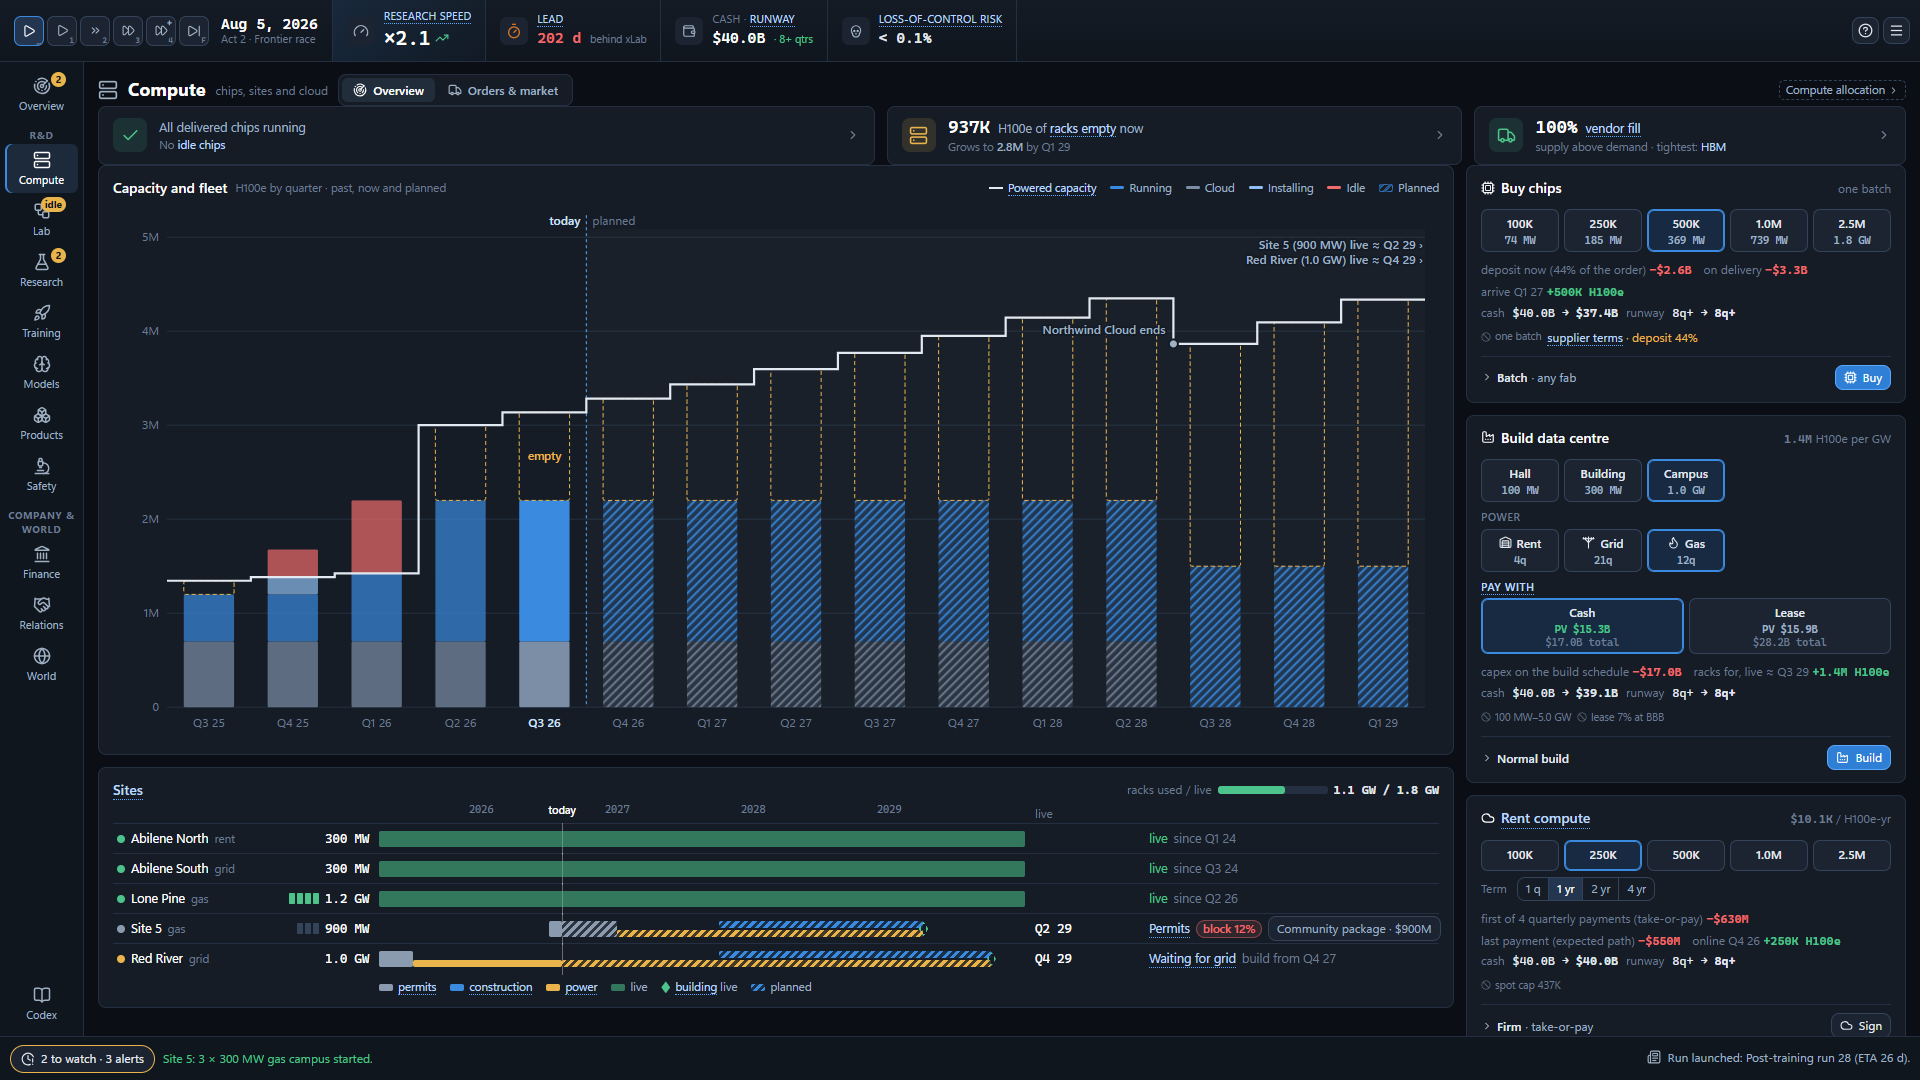 1
2
3
4
F
Aug 5, 2026
Act 2 · Frontier race
RESEARCH SPEED
×2.1
LEAD
202 d behind xLab
CASH · RUNWAY
$40.0B · 8+ qtrs
LOSS-OF-CONTROL RISK
< 0.1%
Overview
2
R&D
Compute
idle
Lab
2
Research
Training
Models
Products
Safety
COMPANY &
WORLD
Finance
Relations
World
Codex
Compute chips, sites and cloud
Overview
Orders & market
Compute allocation ›
All delivered chips running
No idle chips
937K H100e of racks empty now
Grows to 2.8M by Q1 29
100% vendor fill
supply above demand · tightest: HBM
Capacity and fleet H100e by quarter · past, now and planned
Powered capacity Running Cloud Installing Idle Planned
today planned
5M
4M
3M
2M
1M
0
Site 5 (900 MW) live ≈ Q2 29 ›
Red River (1.0 GW) live ≈ Q4 29 ›
Northwind Cloud ends
empty
Q3 25 Q4 25 Q1 26 Q2 26 Q3 26 Q4 26 Q1 27 Q2 27 Q3 27 Q4 27 Q1 28 Q2 28 Q3 28 Q4 28 Q1 29
Sites
racks used / live 1.1 GW / 1.8 GW
2026 today 2027 2028 2029 live
Abilene North rent 300 MW live since Q1 24
Abilene South grid 300 MW live since Q3 24
Lone Pine gas 1.2 GW live since Q2 26
Site 5 gas 900 MW Q2 29 Permits block 12% Community package · $900M
Red River grid 1.0 GW Q4 29 Waiting for grid build from Q4 27
permits construction power live building live planned
Buy chips one batch
100K 250K 500K 1.0M 2.5M
74 MW 185 MW 369 MW 739 MW 1.8 GW
deposit now (44% of the order) −$2.6B on delivery −$3.3B
arrive Q1 27 +500K H100e
cash $40.0B → $37.4B runway 8q+ → 8q+
one batch supplier terms · deposit 44%
Batch · any fab
Buy
Build data centre 1.4M H100e per GW
Hall Building Campus
100 MW 300 MW 1.0 GW
POWER
Rent Grid Gas
4q 21q 12q
PAY WITH
Cash Lease
PV $15.3B PV $15.9B
$17.0B total $28.2B total
capex on the build schedule −$17.0B racks for, live ≈ Q3 29 +1.4M H100e
cash $40.0B → $39.1B runway 8q+ → 8q+
100 MW–5.0 GW lease 7% at BBB
Normal build
Build
Rent compute $10.1K / H100e-yr
100K 250K 500K 1.0M 2.5M
Term 1 q 1 yr 2 yr 4 yr
first of 4 quarterly payments (take-or-pay) −$630M
last payment (expected path) −$550M online Q4 26 +250K H100e
cash $40.0B → $40.0B runway 8q+ → 8q+
spot cap 437K
Firm · take-or-pay
Sign
2 to watch · 3 alerts
Site 5: 3 × 300 MW gas campus started.
Run launched: Post-training run 28 (ETA 26 d).